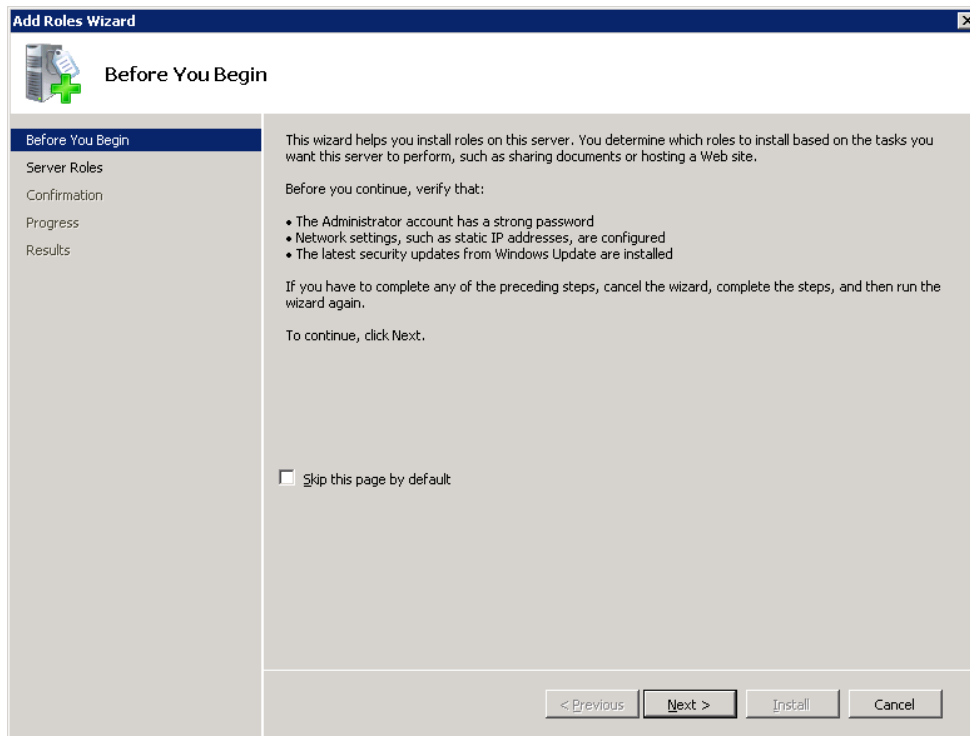 Add Roles Wizard
Before You Begin
Before You Begin
Server Roles
Confirmation
Progress
Results
This wizard helps you install roles on this server. You determine which roles to install based on the tasks you
want this server to perform, such as sharing documents or hosting a Web site.
Before you continue, verify that:
• The Administrator account has a strong password
• Network settings, such as static IP addresses, are configured
• The latest security updates from Windows Update are installed
If you have to complete any of the preceding steps, cancel the wizard, complete the steps, and then run the
wizard again.
To continue, click Next.
Skip this page by default
< Previous
Next >
Install
Cancel